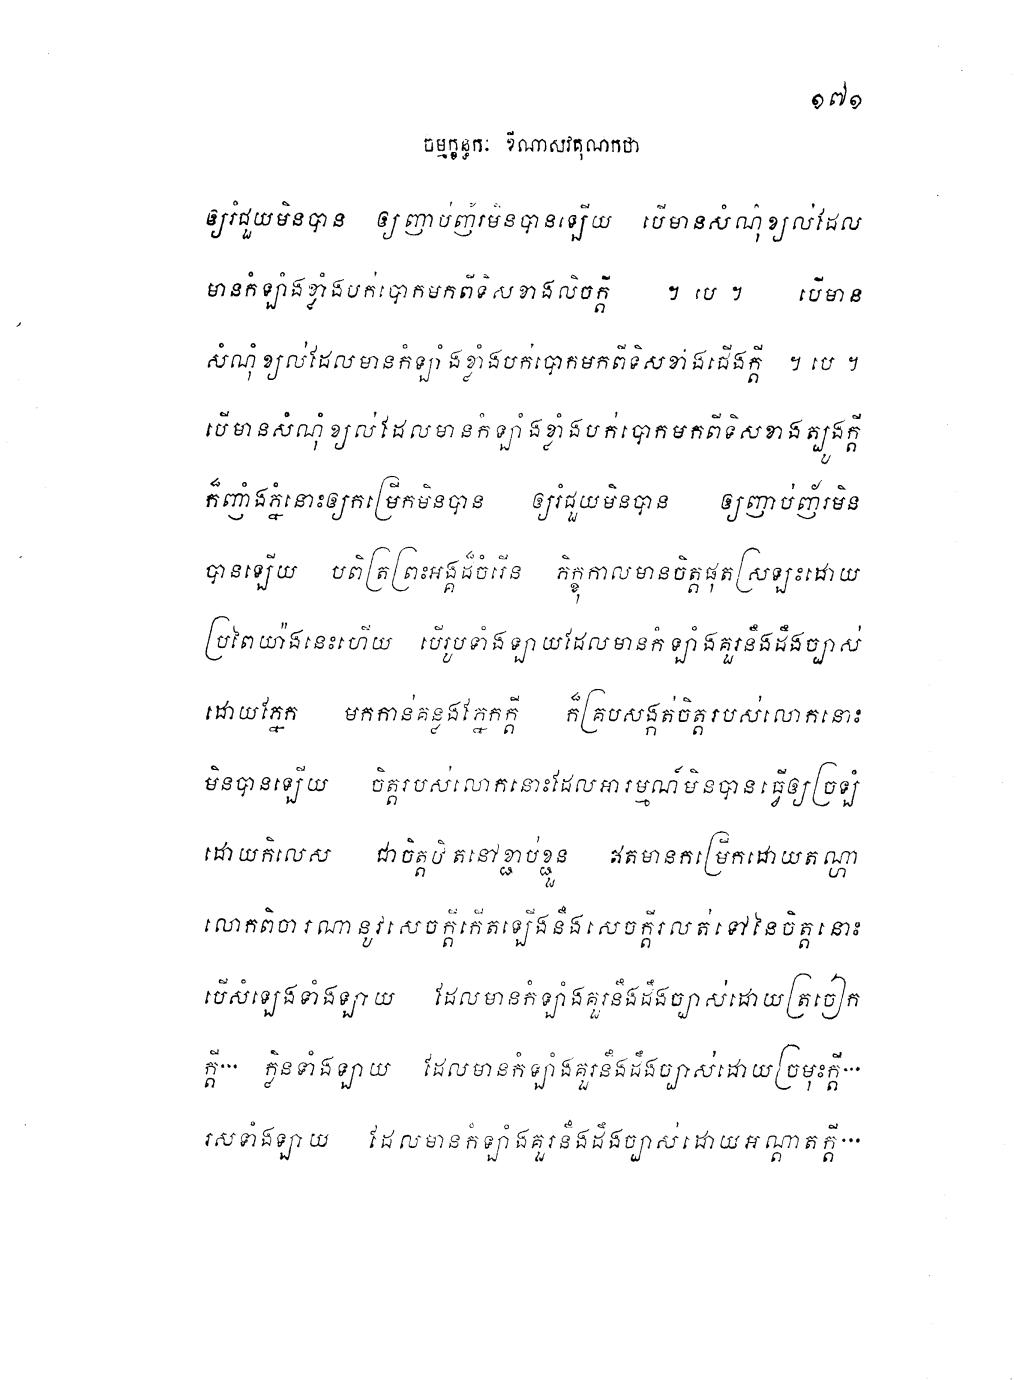 ១៧១
ចម្មក្ខន្ធកៈ ខីណាសវគុណកថា
ឲ្យរំជួយមិនបាន ឲ្យញាប់ញ័រមិនបានឡើយ បើមានសំណុំខ្យល់ដែល
មានកំឡាំងខ្លាំងបក់បោកមកពីទិសខាងលិចក្តី ។ បេ ។ បើមាន
សំណុំខ្យល់ដែលមានកំឡាំងខ្លាំងបក់បោកមកពីទិសខាងជើងក្តី ។ បេ ។
បើមានសំណុំខ្យល់ដែលមានកំឡាំងខ្លាំងបក់បោកមកពីទិសខាងត្បូងក្តី
ក៏ញុំាងភ្នំនោះឲ្យកម្រើកមិនបាន ឲ្យរំជួយមិនបាន ឲ្យញាប់ញ័រមិន
បានឡើយ បពិត្រព្រះអង្គដ៏ចំរើន ភិក្ខុកាលមានចិត្តផុតស្រឡះដោយ
ប្រពៃយ៉ាងនេះហើយ បើរូបទាំងឡាយដែលមានកំឡាំងគួរនឹងដឹងច្បាស់
ដោយភ្នែក មកកាន់គន្លងភ្នែកក្តី ក៏គ្របសង្កត់ចិត្តរបស់លោកនោះ
មិនបានឡើយ ចិត្តរបស់លោកនោះដែលអារម្មណ៍មិនបានធ្វើឲ្យច្រឡំ
ដោយកិលេស ជាចិត្តឋិតនៅខ្ជាប់ខ្ជួន ឥតមានកម្រើកដោយតណ្ហា
លោកពិចារណានូវសេចក្តីកើតឡើងនឹងសេចក្តីរលត់ទៅនៃចិត្តនោះ
បើសំឡេងទាំងឡាយ ដែលមានកំឡាំងគួរនឹងដឹងច្បាស់ដោយត្រចៀក
ក្តី… ក្លិនទាំងឡាយ ដែលមានកំឡាំងគួរនឹងដឹងច្បាស់ដោយច្រមុះក្តី…
រសទាំងឡាយ ដែលមានកំឡាំងគួរនឹងដឹងច្បាស់ដោយអណ្តាតក្តី…